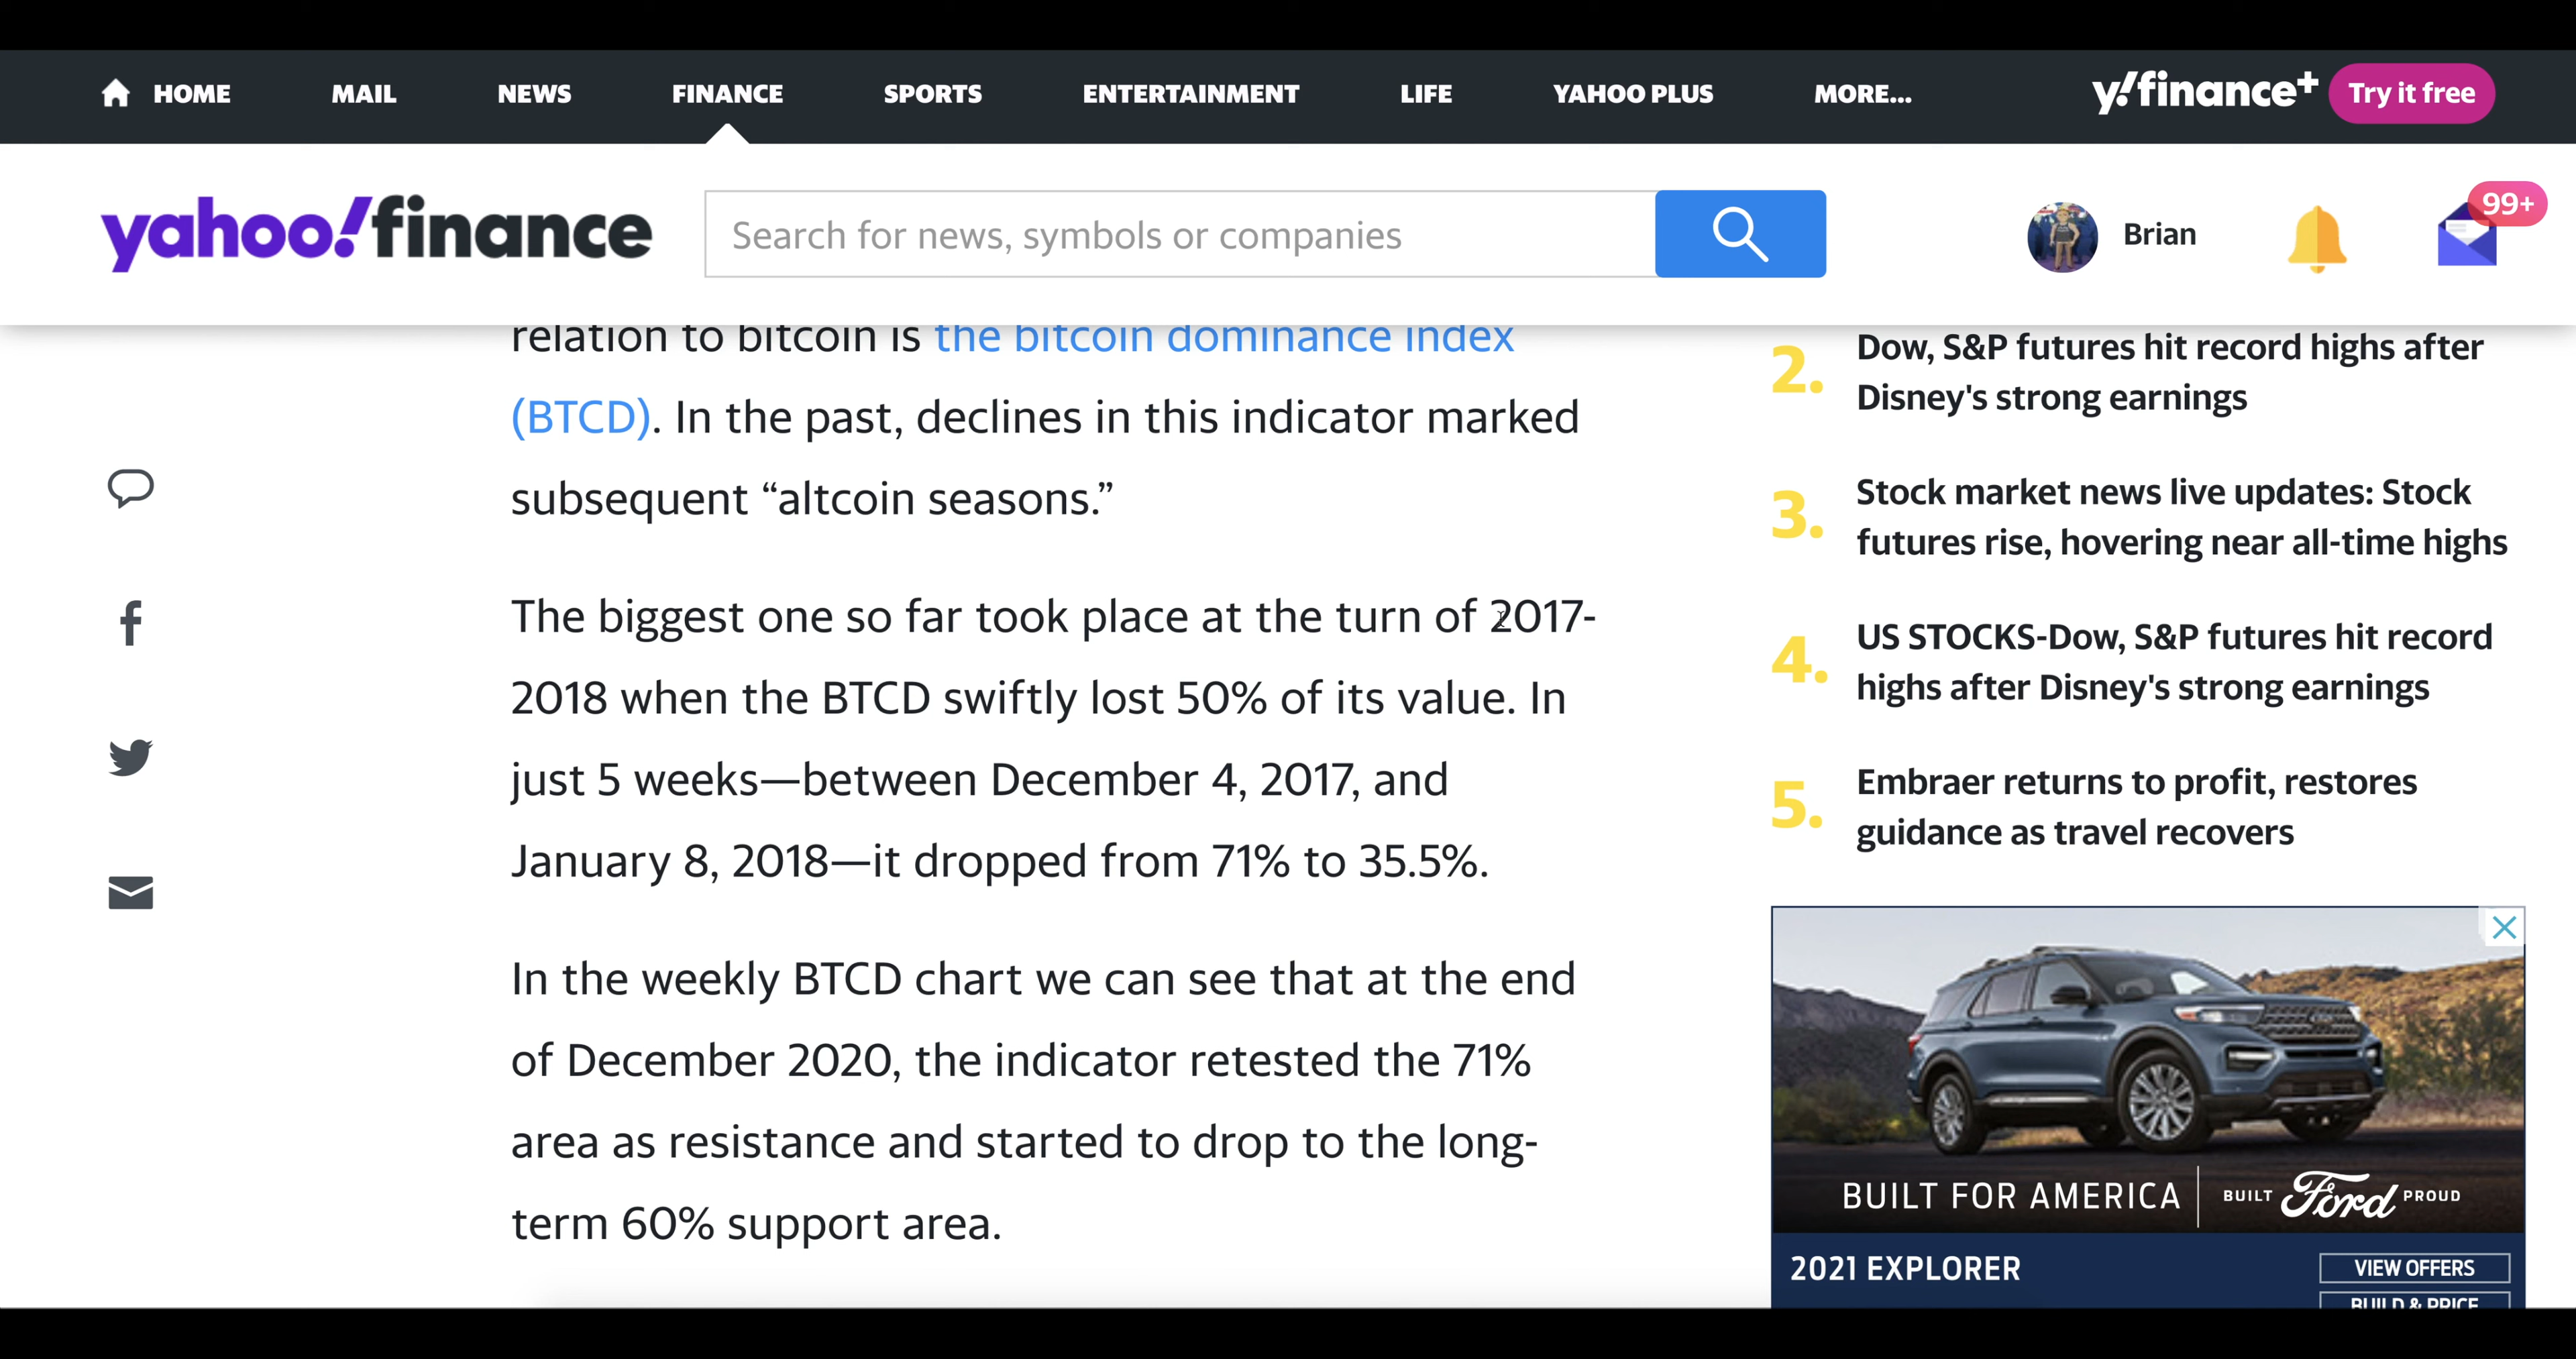 HOME MAIL NEWS FINANCE SPORTS ENTERTAINMENT LIFE YAHOO PLUS MORE... y!finance+ Try it free
yahoo!finance
Search for news, symbols or companies
Brian
99+
relation to bitcoin is the bitcoin dominance index
(BTCD). In the past, declines in this indicator marked
subsequent “altcoin seasons.”
The biggest one so far took place at the turn of 2017-
2018 when the BTCD swiftly lost 50% of its value. In
just 5 weeks—between December 4, 2017, and
January 8, 2018—it dropped from 71% to 35.5%.
In the weekly BTCD chart we can see that at the end
of December 2020, the indicator retested the 71%
area as resistance and started to drop to the long-
term 60% support area.
2. Dow, S&P futures hit record highs after
Disney's strong earnings
3. Stock market news live updates: Stock
futures rise, hovering near all-time highs
4. US STOCKS-Dow, S&P futures hit record
highs after Disney's strong earnings
5. Embraer returns to profit, restores
guidance as travel recovers
BUILT FOR AMERICA
BUILT Ford PROUD
2021 EXPLORER
VIEW OFFERS
BUILD & PRICE